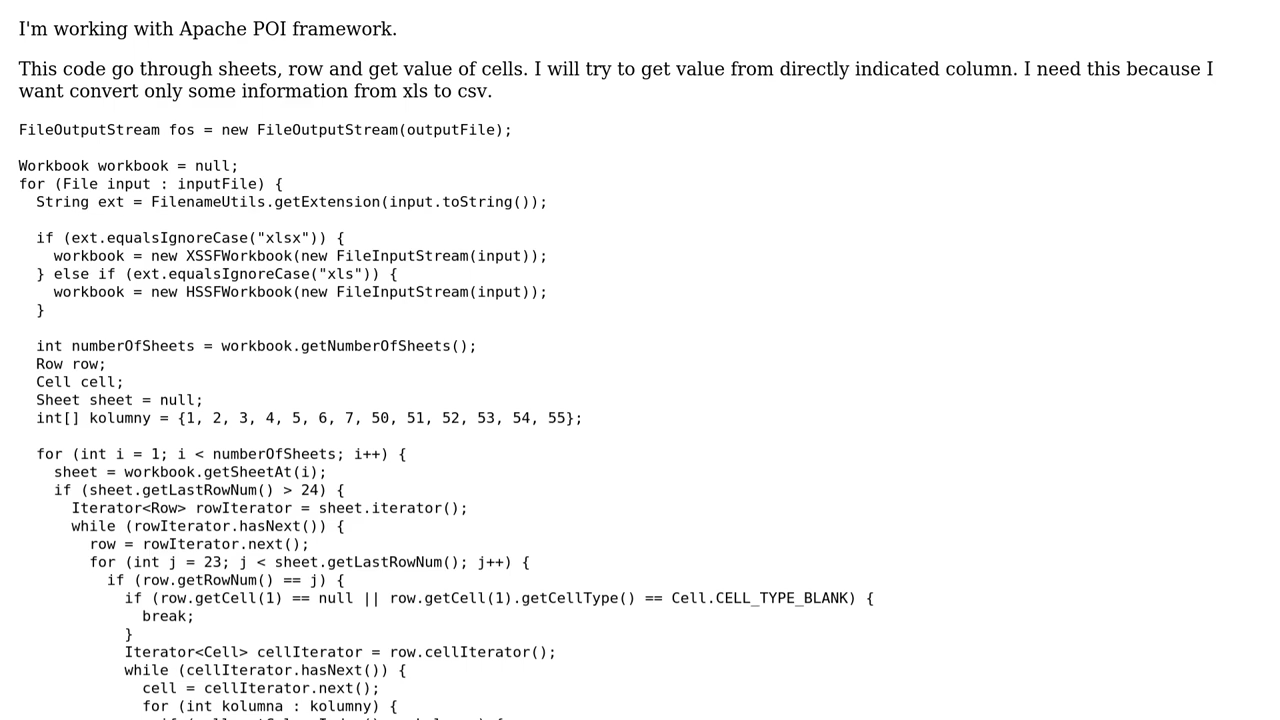 I'm working with Apache POI framework.
This code go through sheets, row and get value of cells. I will try to get value from directly indicated column. I need this because I
want convert only some information from xls to csv.
FileOutputStream fos = new FileOutputStream(outputFile);
Workbook workbook = null;
for (File input : inputFile) {
  String ext = FilenameUtils.getExtension(input.toString());
  if (ext.equalsIgnoreCase("xlsx")) {
    workbook = new XSSFWorkbook(new FileInputStream(input));
  } else if (ext.equalsIgnoreCase("xls")) {
    workbook = new HSSFWorkbook(new FileInputStream(input));
  }
  int numberOfSheets = workbook.getNumberOfSheets();
  Row row;
  Cell cell;
  Sheet sheet = null;
  int[] kolumny = {1, 2, 3, 4, 5, 6, 7, 50, 51, 52, 53, 54, 55};
  for (int i = 1; i < numberOfSheets; i++) {
    sheet = workbook.getSheetAt(i);
    if (sheet.getLastRowNum() > 24) {
      Iterator<Row> rowIterator = sheet.iterator();
      while (rowIterator.hasNext()) {
        row = rowIterator.next();
        for (int j = 23; j < sheet.getLastRowNum(); j++) {
          if (row.getRowNum() == j) {
            if (row.getCell(1) == null || row.getCell(1).getCellType() == Cell.CELL_TYPE_BLANK) {
              break;
            }
            Iterator<Cell> cellIterator = row.cellIterator();
            while (cellIterator.hasNext()) {
              cell = cellIterator.next();
              for (int kolumna : kolumny) {